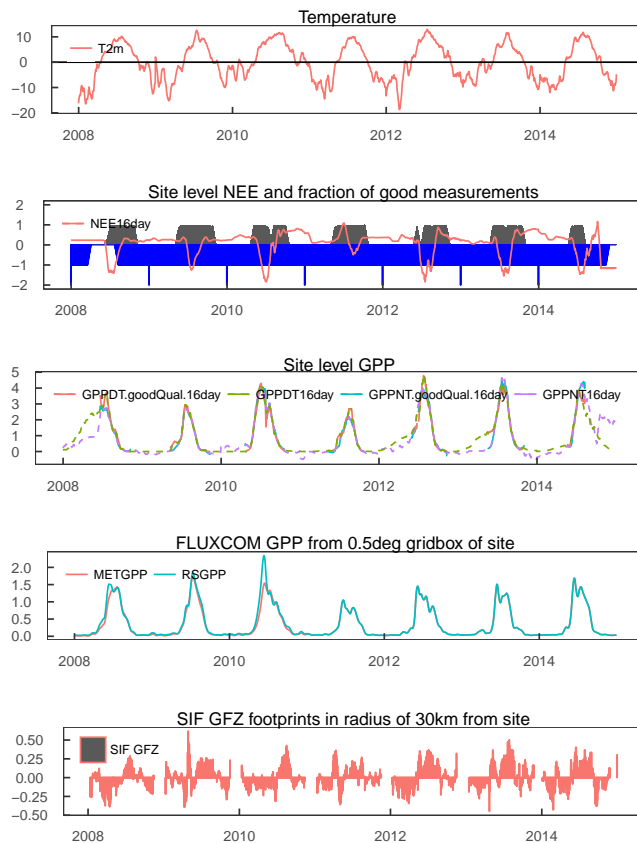 Temperature
10
T2m
0
−10
−20
2008 2010 2012 2014
Site level NEE and fraction of good measurements
2
NEE16day
1
0
−1
−2
2008 2010 2012 2014
Site level GPP
5
GPPDT.goodQual.16day GPPDT16day GPPNT.goodQual.16day GPPNT.16day
4
3
2
1
0
2008 2010 2012 2014
FLUXCOM GPP from 0.5deg gridbox of site
2.0
METGPP RSGPP
1.5
1.0
0.5
0.0
2008 2010 2012 2014
SIF GFZ footprints in radius of 30km from site
0.50
SIF GFZ
0.25
0.00
−0.25
−0.50
2008 2010 2012 2014